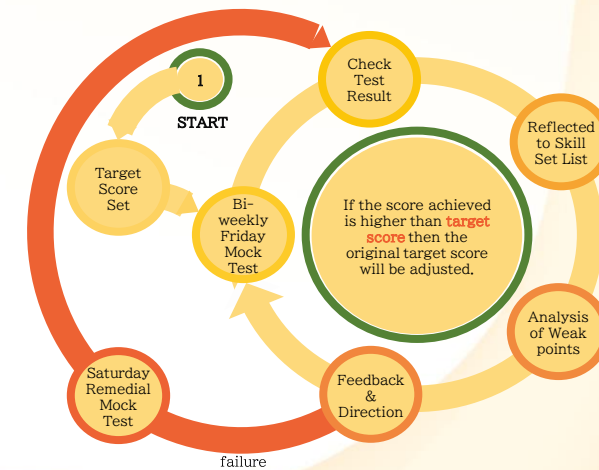 1
START
Target
Score
Set
Bi-
weekly
Friday
Mock
Test
Check
Test
Result
Reflected
to Skill
Set List
Analysis
of Weak
points
Feedback
&
Direction
Saturday
Remedial
Mock
Test
failure
If the score achieved
is higher than target
score then the
original target score
will be adjusted.